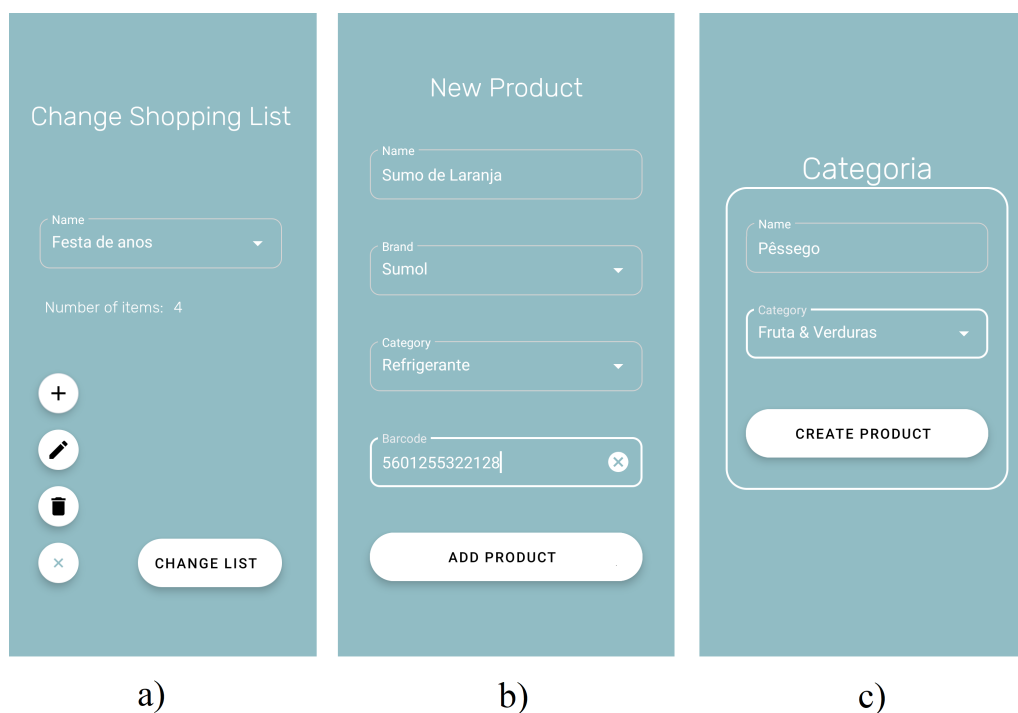 Change Shopping List
Name
Festa de anos
Number of items: 4
CHANGE LIST
a)
New Product
Name
Sumo de Laranja
Brand
Sumol
Category
Refrigerante
Barcode
5601255322128
ADD PRODUCT
b)
Categoria
Name
Pêssego
Category
Fruta & Verduras
CREATE PRODUCT
c)